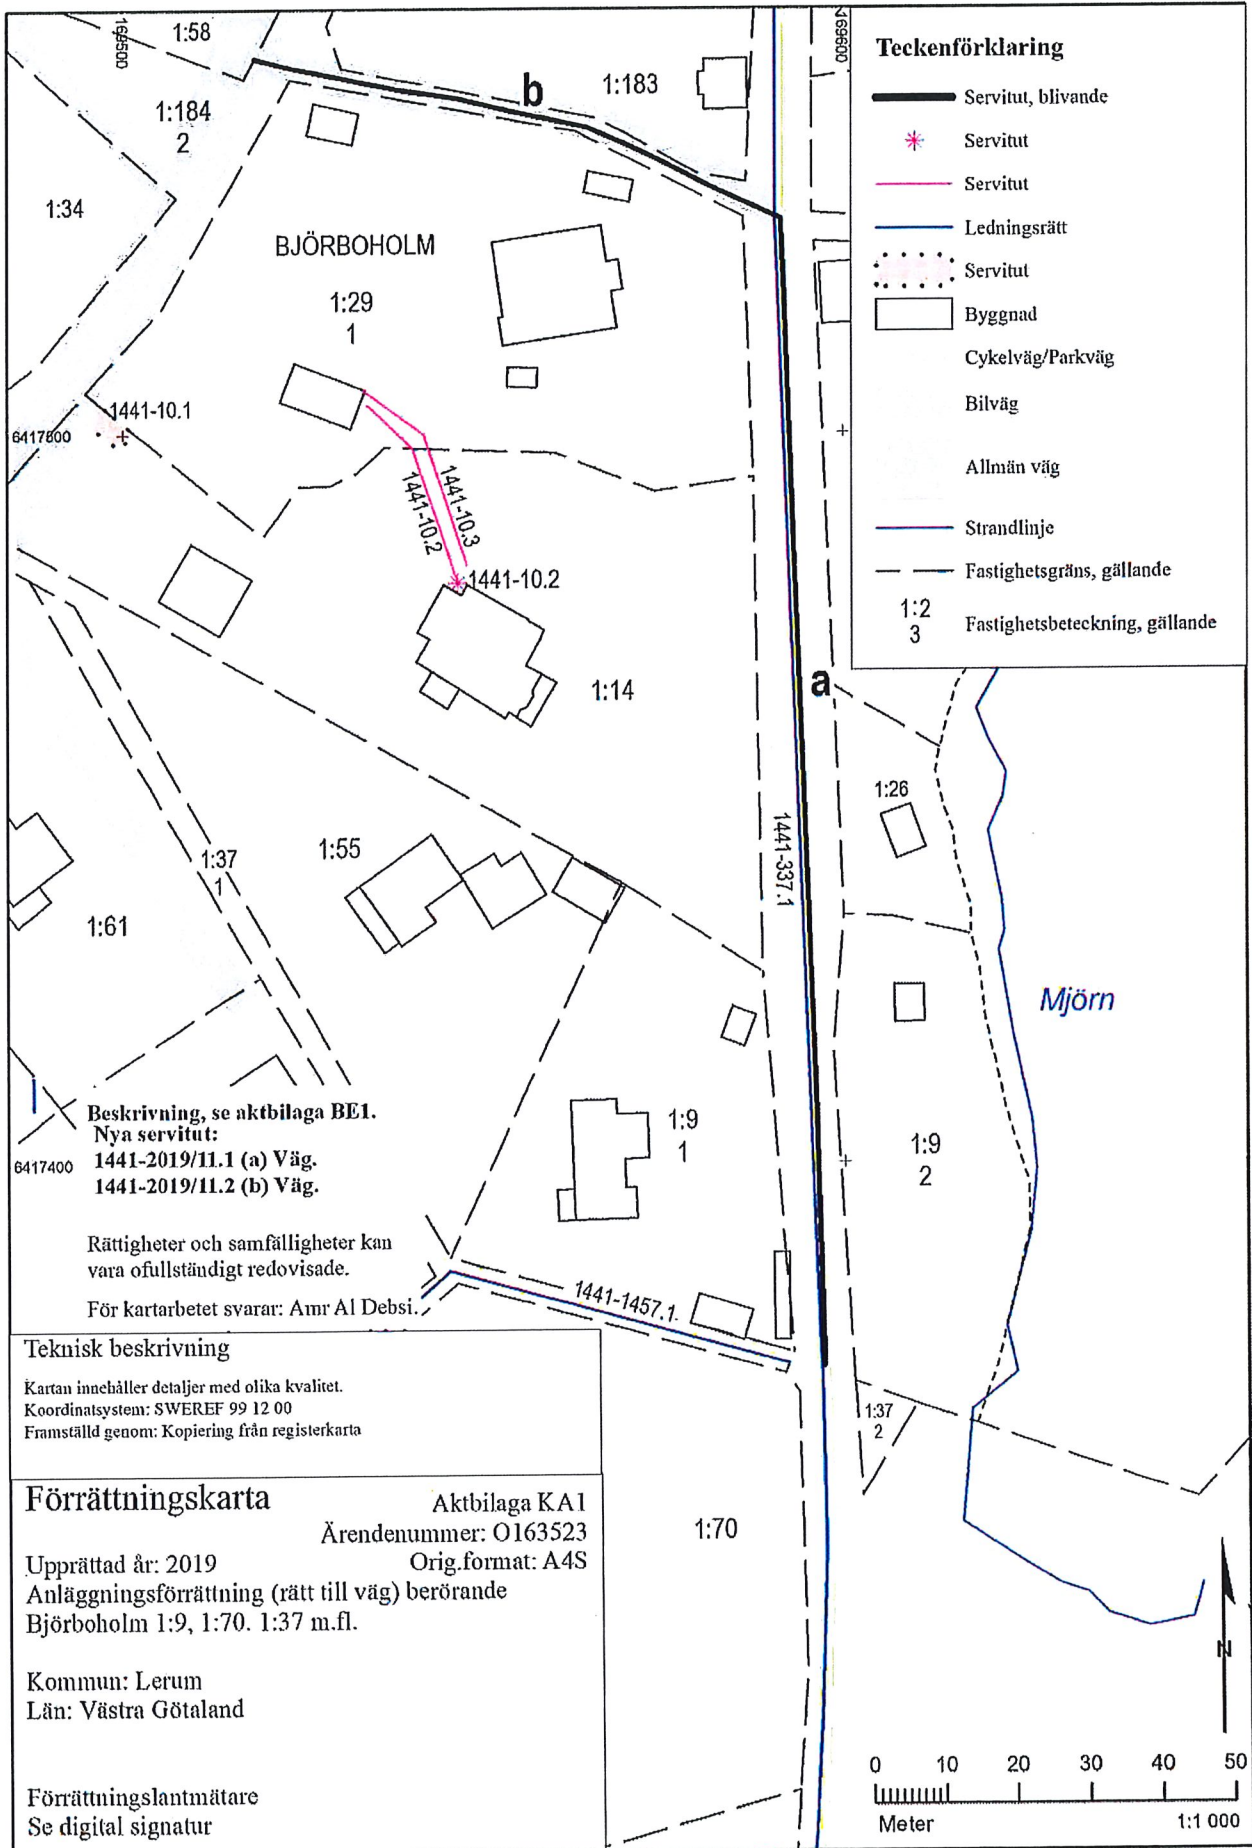 169500
1:58
b
1:183
169600
1:184
2
1:34
BJÖRBOHOLM
1:29
1
1441-10.1
6417500
1441-10.2
1441-10.3
1441-10.2
1:14
a
1:26
1441-337.1
1:37
1
1:55
1:61
Mjörn
1:9
1
1:9
2
6417400
1441-1457.1
1:37
2
1:70
Teckenförklaring
Servitut, blivande
Servitut
Servitut
Ledningsrätt
Servitut
Byggnad
Cykelväg/Parkväg
Bilväg
Allmän väg
Strandlinje
Fastighetsgräns, gällande
1:2
3
Fastighetsbeteckning, gällande
Beskrivning, se aktbilaga BE1.
Nya servitut:
1441-2019/11.1 (a) Väg.
1441-2019/11.2 (b) Väg.
Rättigheter och samfälligheter kan
vara ofullständigt redovisade.
För kartarbetet svarar: Amr Al Debsi.
Teknisk beskrivning
Kartan innehåller detaljer med olika kvalitet.
Koordinatsystem: SWEREF 99 12 00
Framställd genom: Kopiering från registerkarta
Förrättningskarta
Aktbilaga KA1
Ärendenummer: O163523
Upprättad år: 2019 Orig.format: A4S
Anläggningsförrättning (rätt till väg) berörande
Björboholm 1:9, 1:70. 1:37 m.fl.
Kommun: Lerum
Län: Västra Götaland
Förrättningslantmätare
Se digital signatur
N
0 10 20 30 40 50
Meter 1:1 000